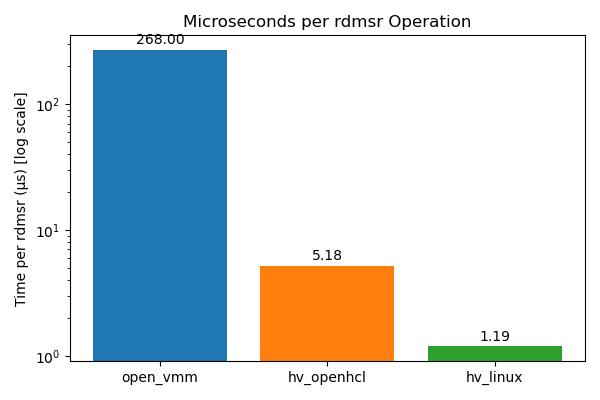 Microseconds per rdmsr Operation
Time per rdmsr (µs) [log scale]
10²
10¹
10⁰
268.00
5.18
1.19
open_vmm
hv_openhcl
hv_linux